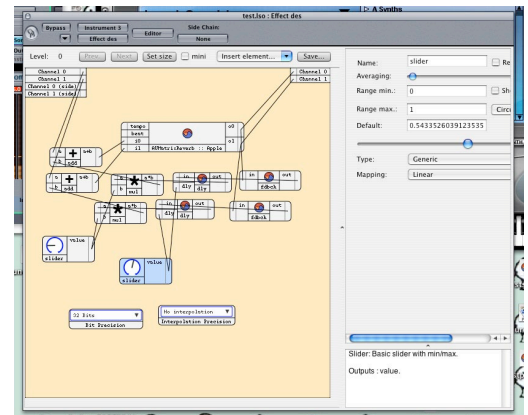 test.lso : Effect des
Bypass
Instrument 3
Effect des
Editor
Side Chain:
None
Level: 0
Prev
Next
Set size
mini
Insert element...
Save...
Channel 0
Channel 1
Channel 0 (side)
Channel 1 (side)
Channel 0
Channel 1
tempo
beat
i0
i1
o0
o1
AUMatrixReverb :: Apple
a
b
a+b
add
a
b
a+b
add
a
b
a*b
mul
a
b
a*b
mul
in
dly
out
dly
in
dly
out
dly
in
out
fdbck
in
out
fdbck
value
slider
value
slider
32 Bits
Bit Precision
No interpolation
Interpolation Precision
Name:
slider
Re
Averaging:
Range min.:
0
Sh
Range max.:
1
Circ
Default:
0.5433526039123535
Type:
Generic
Mapping:
Linear
Slider: Basic slider with min/max.
Outputs : value.
A Synths